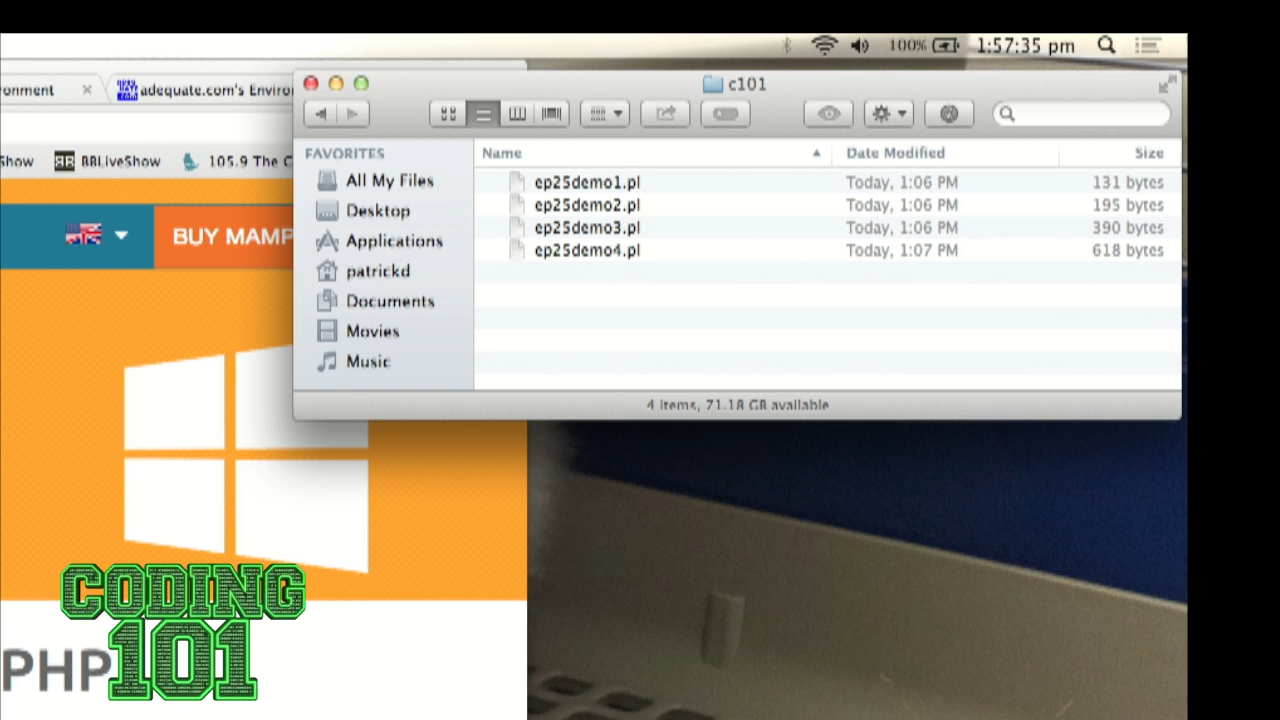 100% 1:57:35 pm
c101
ronment adequate.com's Enviro
Show BBLiveShow 105.9 The C
BUY MAMP
FAVORITES
All My Files
Desktop
Applications
patrickd
Documents
Movies
Music
Name Date Modified Size
ep25demo1.pl Today, 1:06 PM 131 bytes
ep25demo2.pl Today, 1:06 PM 195 bytes
ep25demo3.pl Today, 1:06 PM 390 bytes
ep25demo4.pl Today, 1:07 PM 618 bytes
4 items, 71.18 GB available
PHP
CODING
101